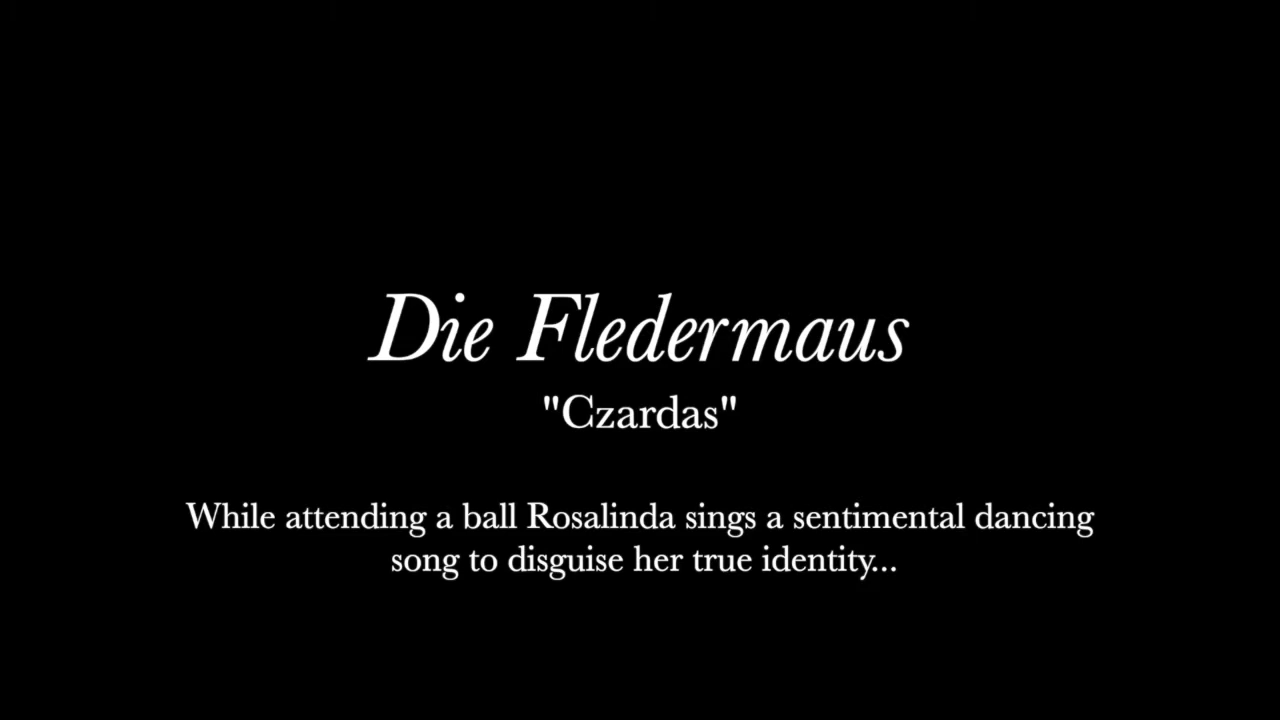 Die Fledermaus
"Czardas"
While attending a ball Rosalinda sings a sentimental dancing
song to disguise her true identity...